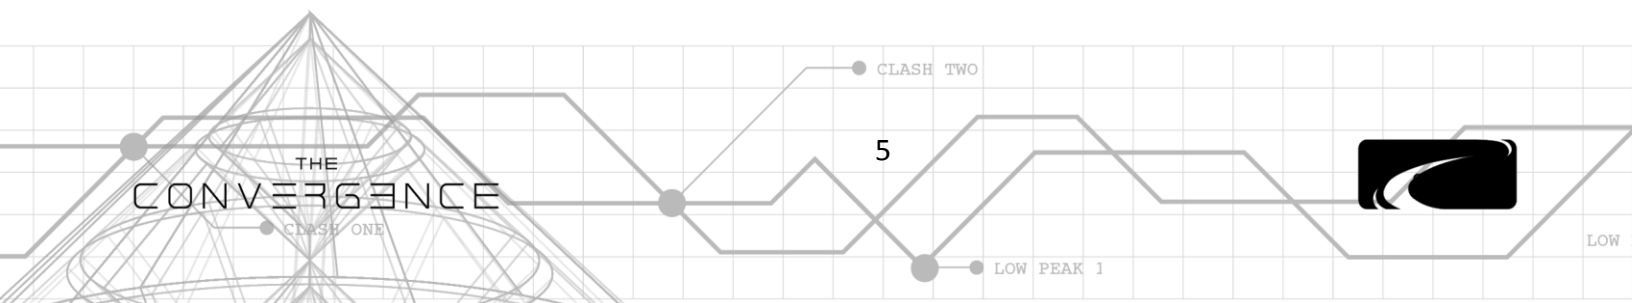 CLASH TWO
5
THE
CONVERGENCE
CLASH ONE
LOW
LOW PEAK 1